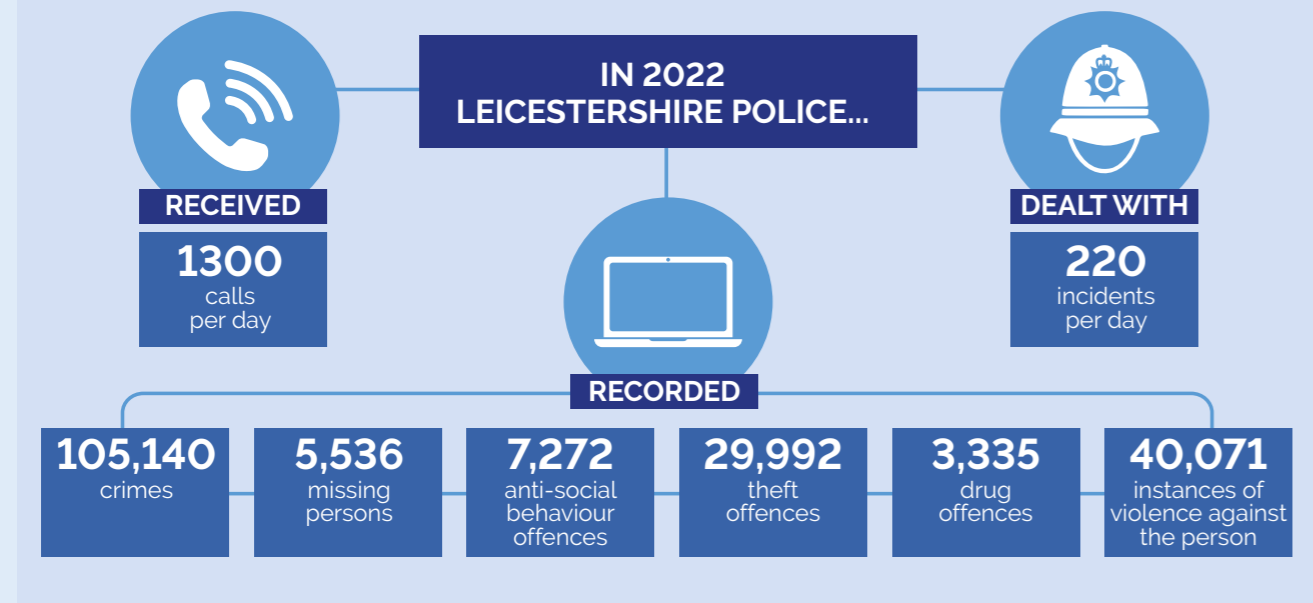 IN 2022
LEICESTERSHIRE POLICE...
RECEIVED
1300
calls
per day
DEALT WITH
220
incidents
per day
RECORDED
105,140
crimes
5,536
missing
persons
7,272
anti-social
behaviour
offences
29,992
theft
offences
3,335
drug
offences
40,071
instances of
violence against
the person